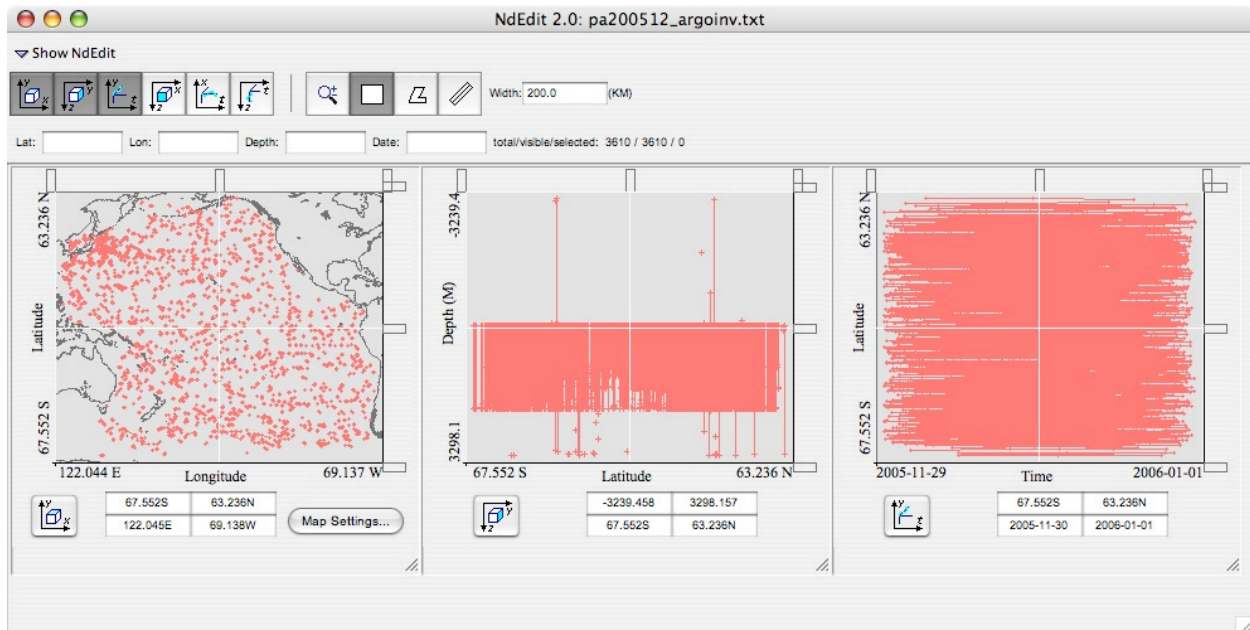 NdEdit 2.0: pa200512_argoinv.txt
Show NdEdit
y x
z y
y t
z x
x t
z t
Width: 200.0 (KM)
Lat: Lon: Depth: Date: total/visible/selected: 3610 / 3610 / 0
63.236 N
Latitude
67.552 S
122.044 E Longitude 69.137 W
-3239.4
Depth (M)
3298.1
67.552 S Latitude 63.236 N
63.236 N
Latitude
67.552 S
2005-11-29 Time 2006-01-01
y x
67.552S 63.236N
122.045E 69.138W
Map Settings...
z y
-3239.458 3298.157
67.552S 63.236N
y t
67.552S 63.236N
2005-11-30 2006-01-01